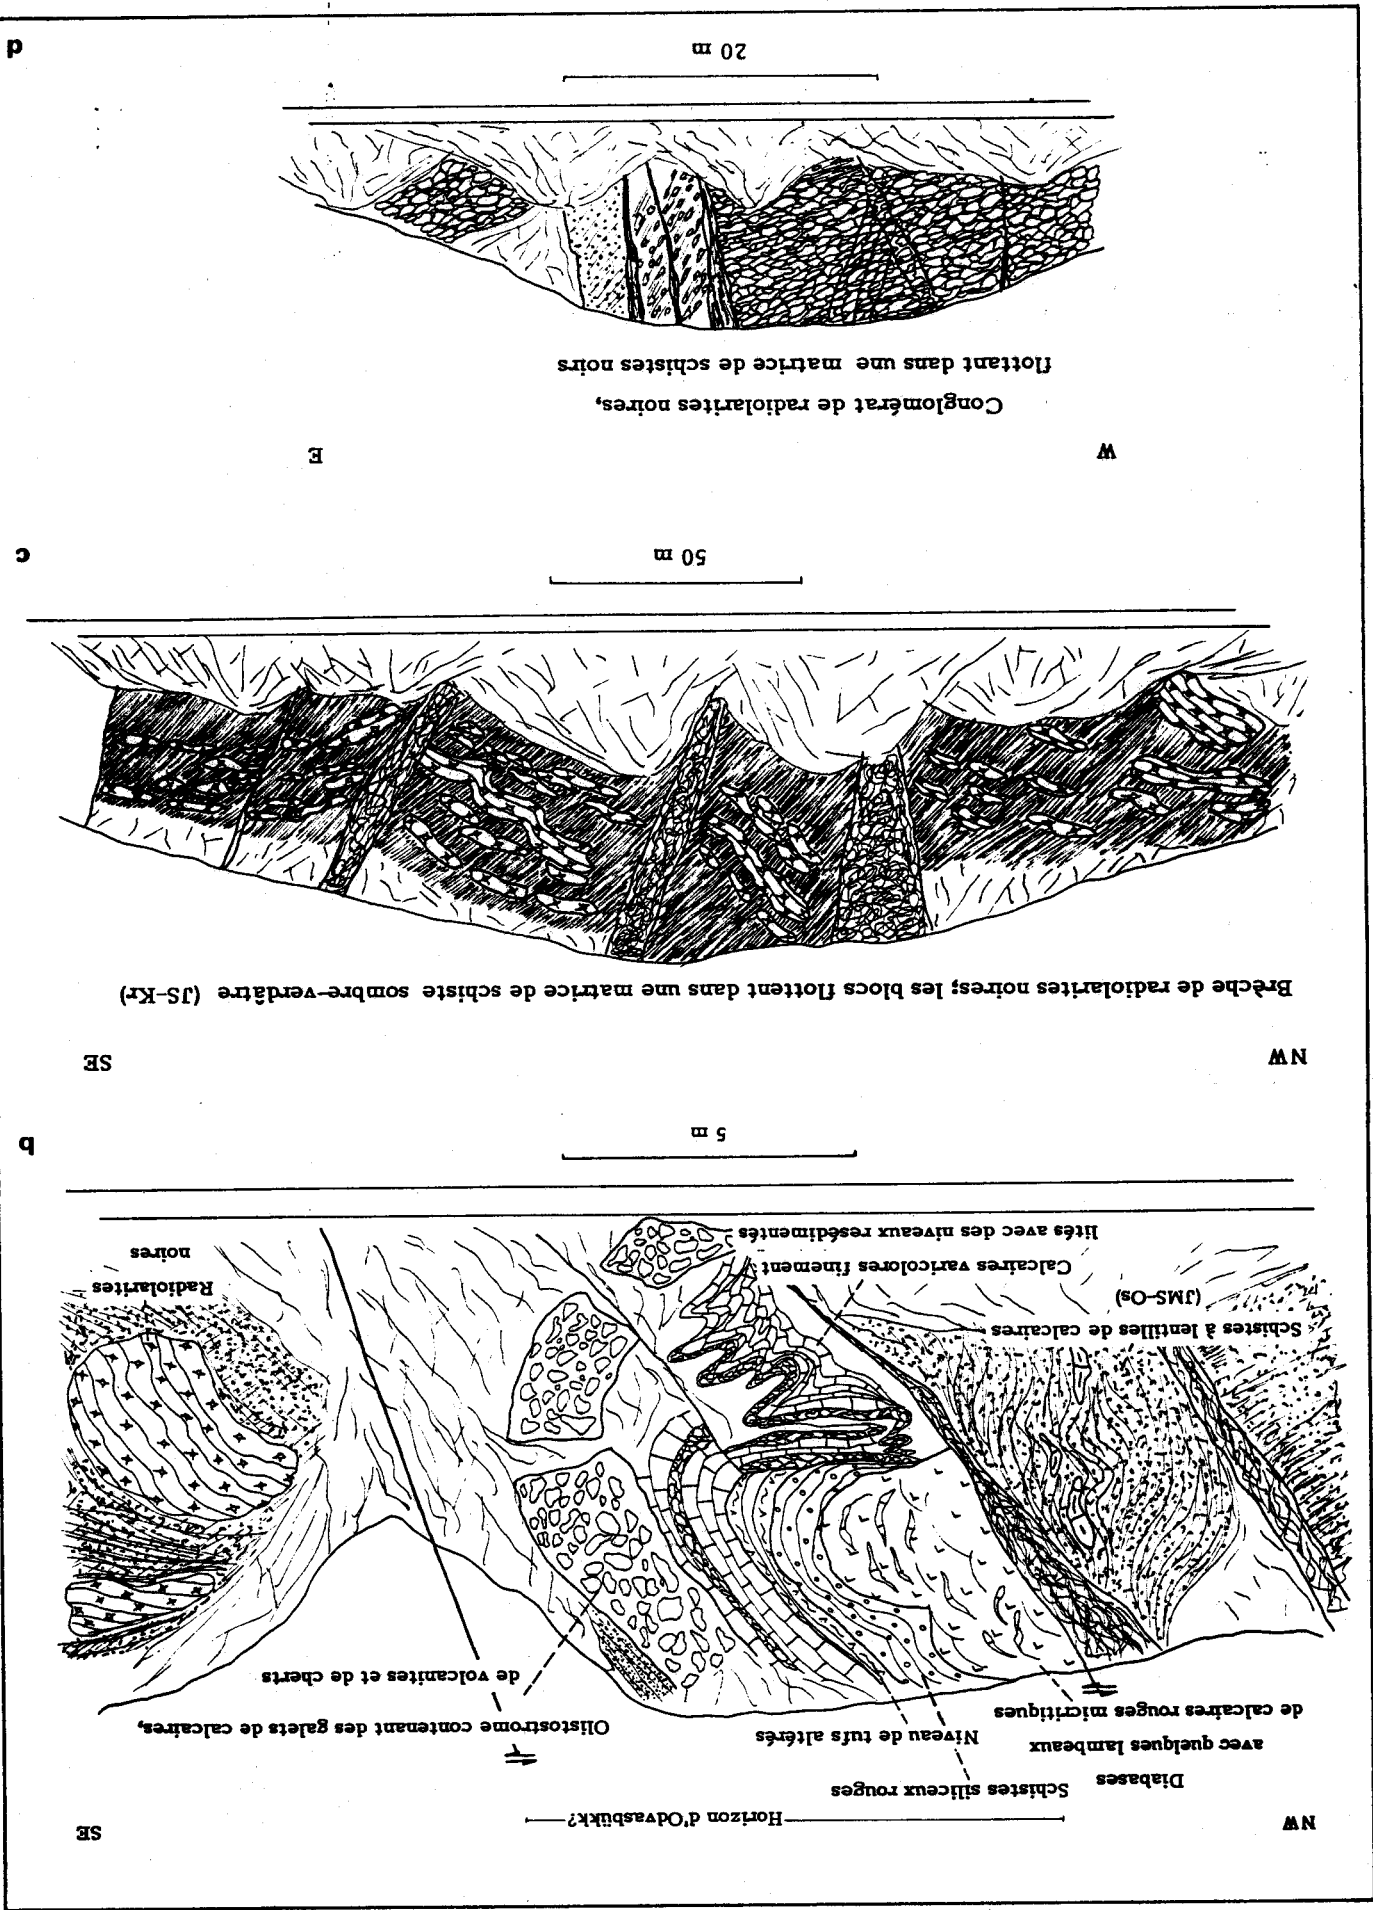 NW
SE
Horizon d'Odvasbükk?
Diabases
avec quelques lambeaux
de calcaires rouges micritiques
Schistes siliceux rouges
Niveau de tufs altérés
Olistostrome contenent des galets de calcaires,
de volcanites et de cherts
Schistes à lentilles de calcaires
(JMS-Os)
Calcaires varicolores finement
lités avec des niveaux resédimentés
Radiolarites
noires
5 m
b
NW
SE
Brèche de radiolarites noires; les blocs flottent dans une matrice de schiste sombre-verdâtre (JS-Kr)
50 m
c
W
E
Conglomérat de radiolarites noires,
flottant dans une matrice de schistes noirs
20 m
d